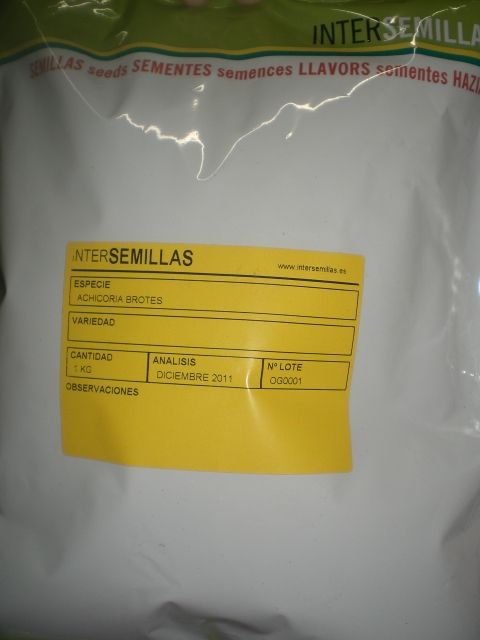 INTERSEMILLA
SEMILLAS seeds SEMENTES semences LLAVORS sementes HAZI
INTERSEMILLAS
www.intersemillas.es
ESPECIE
ACHICORIA BROTES
VARIEDAD
CANTIDAD ANALISIS Nº LOTE
1 KG DICIEMBRE 2011 OG0001
OBSERVACIONES